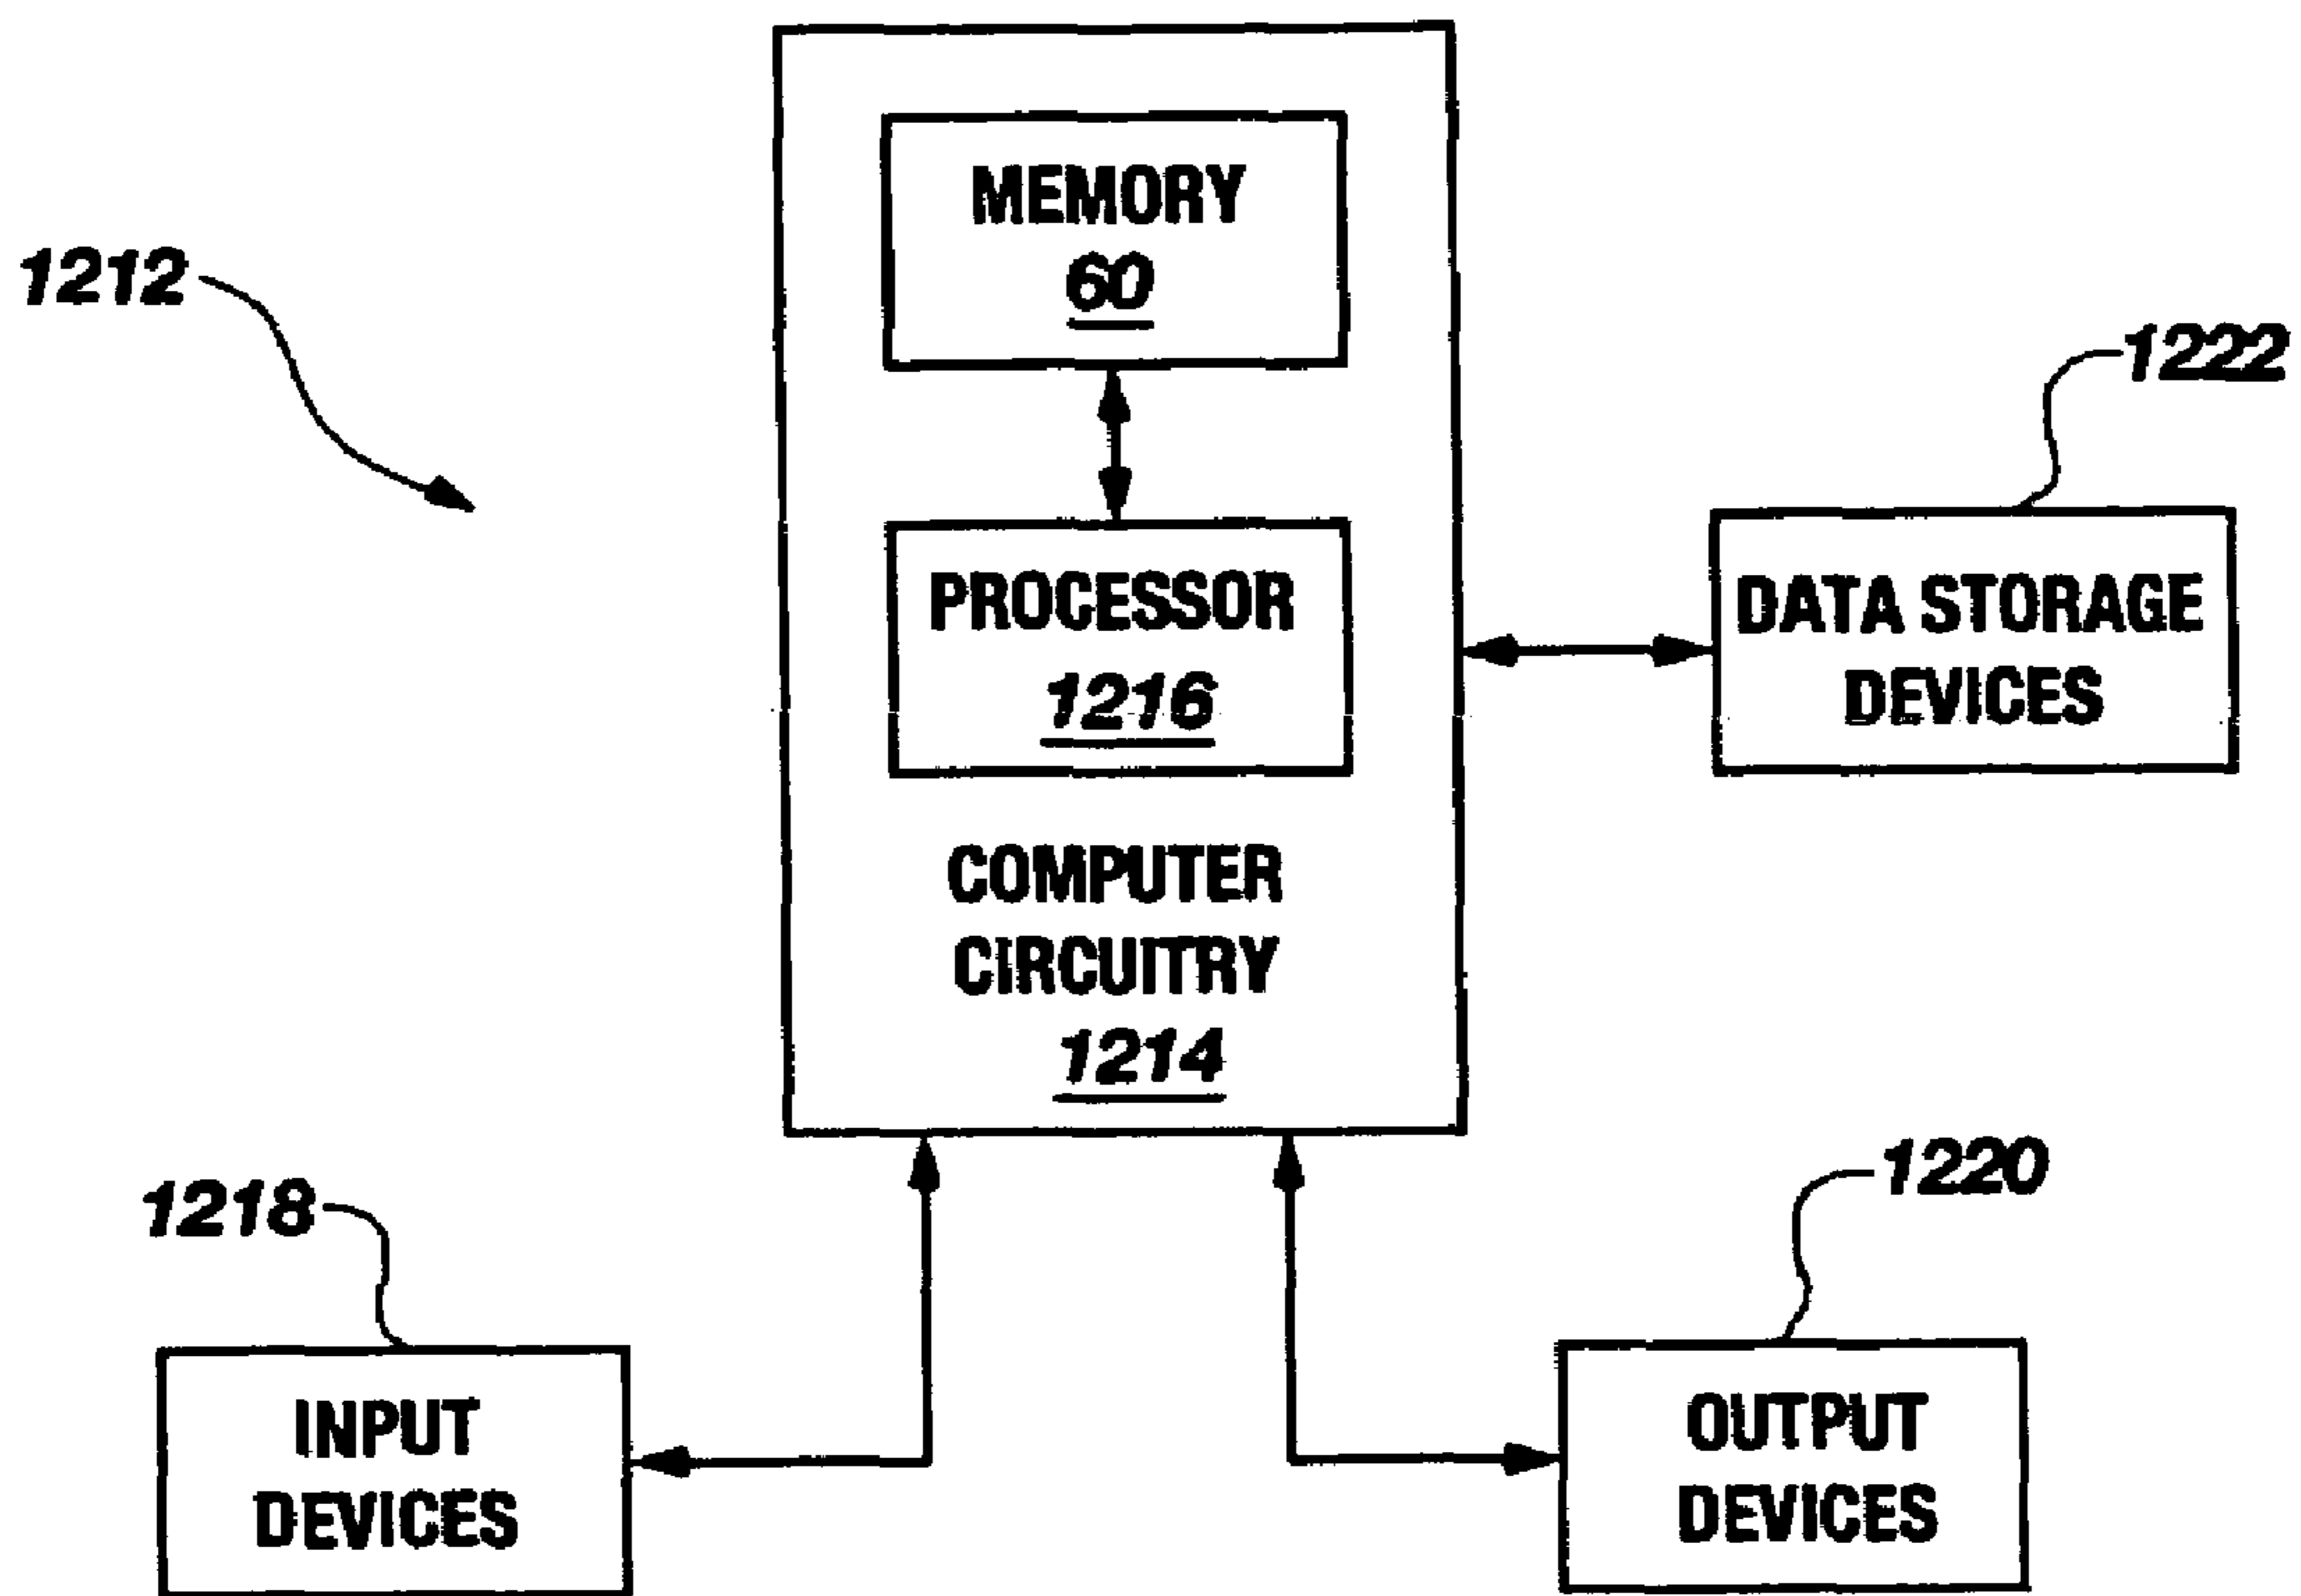 MEMORY
60
1212
1222
PROCESSOR
1216
DATA STORAGE
DEVICES
COMPUTER
CIRCUITRY
1214
1218
1220
INPUT
DEVICES
OUTPUT
DEVICES